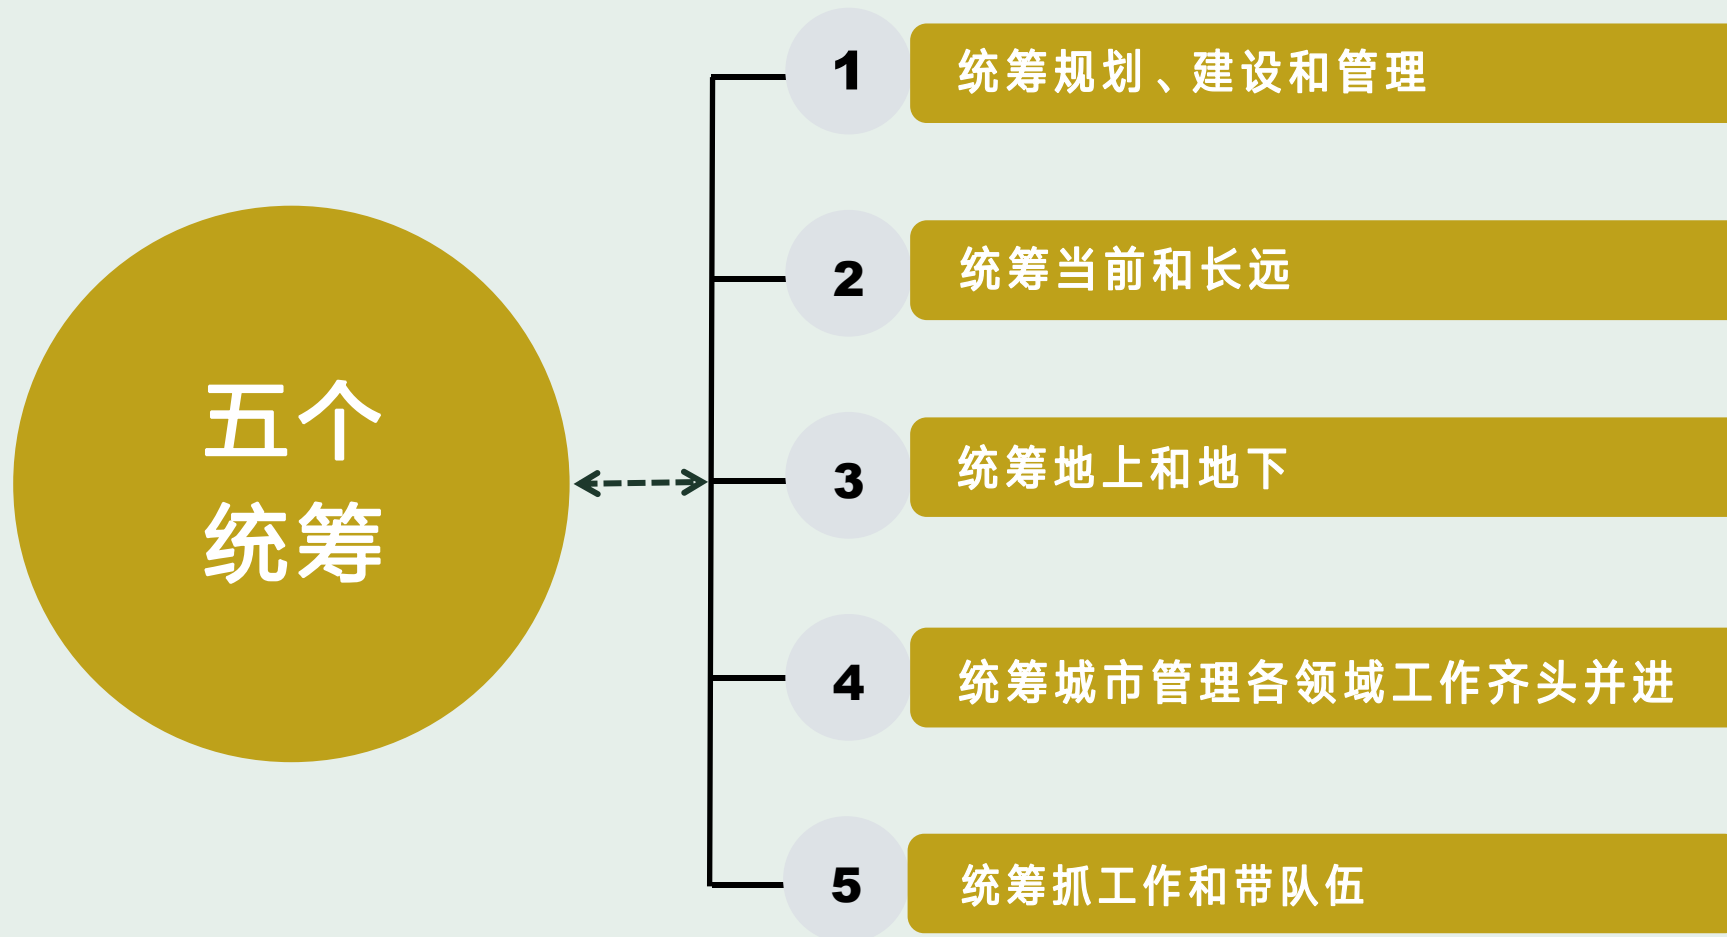 五个
统筹
1
统筹规划、建设和管理
2
统筹当前和长远
3
统筹地上和地下
4
统筹城市管理各领域工作齐头并进
5
统筹抓工作和带队伍